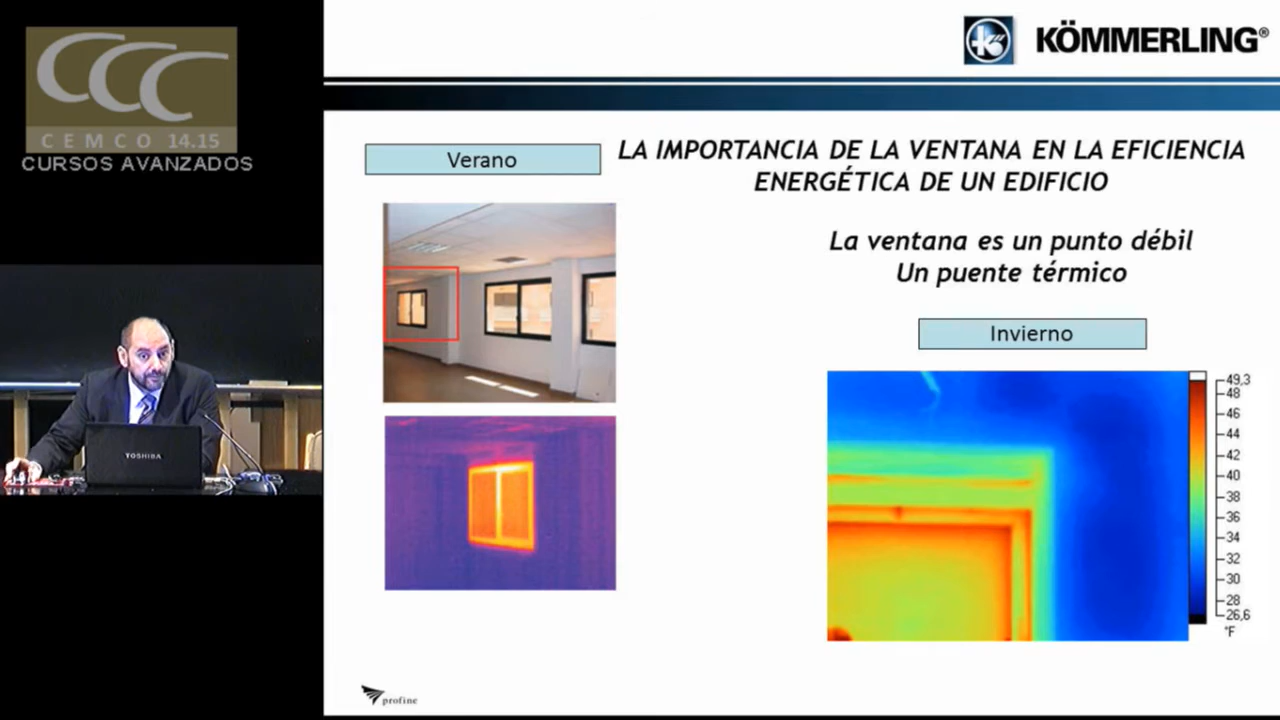 CCC
CEMCO 14.15
CURSOS AVANZADOS
TOSHIBA
KÖMMERLING®
Verano
LA IMPORTANCIA DE LA VENTANA EN LA EFICIENCIA
ENERGÉTICA DE UN EDIFICIO
La ventana es un punto débil
Un puente térmico
Invierno
49,3
48
46
44
42
40
38
36
34
32
30
28
26,6
°F
profine